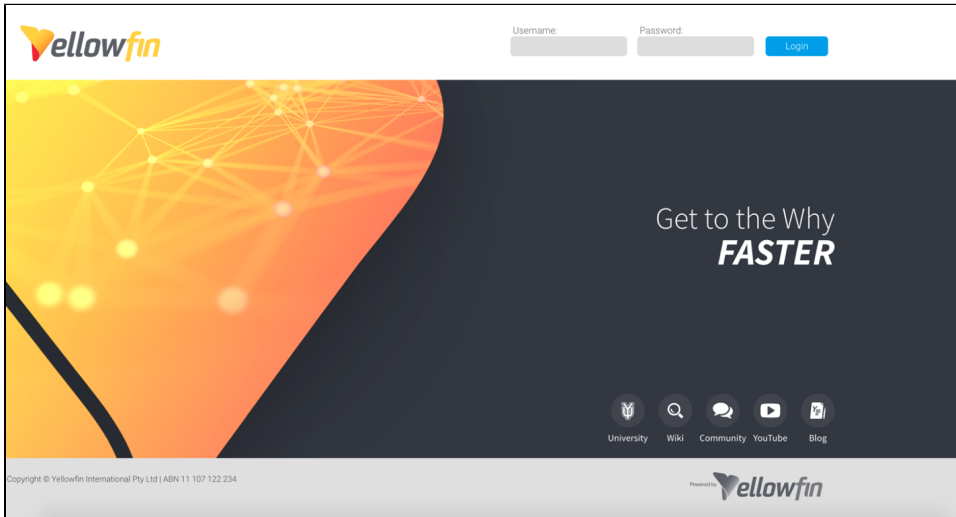 Yellowfin
Username:
Password:
Login
Get to the Why
FASTER
University Wiki Community YouTube Blog
Copyright © Yellowfin International Pty Ltd | ABN 11 107 122 234
Powered by Yellowfin